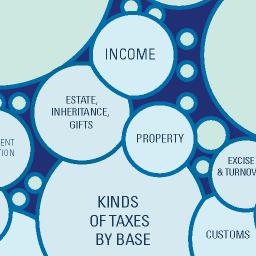 INCOME
ESTATE,
INHERITANCE,
GIFTS
PROPERTY
ENT
TION
EXCISE
& TURNOV
KINDS
OF TAXES
BY BASE
CUSTOMS